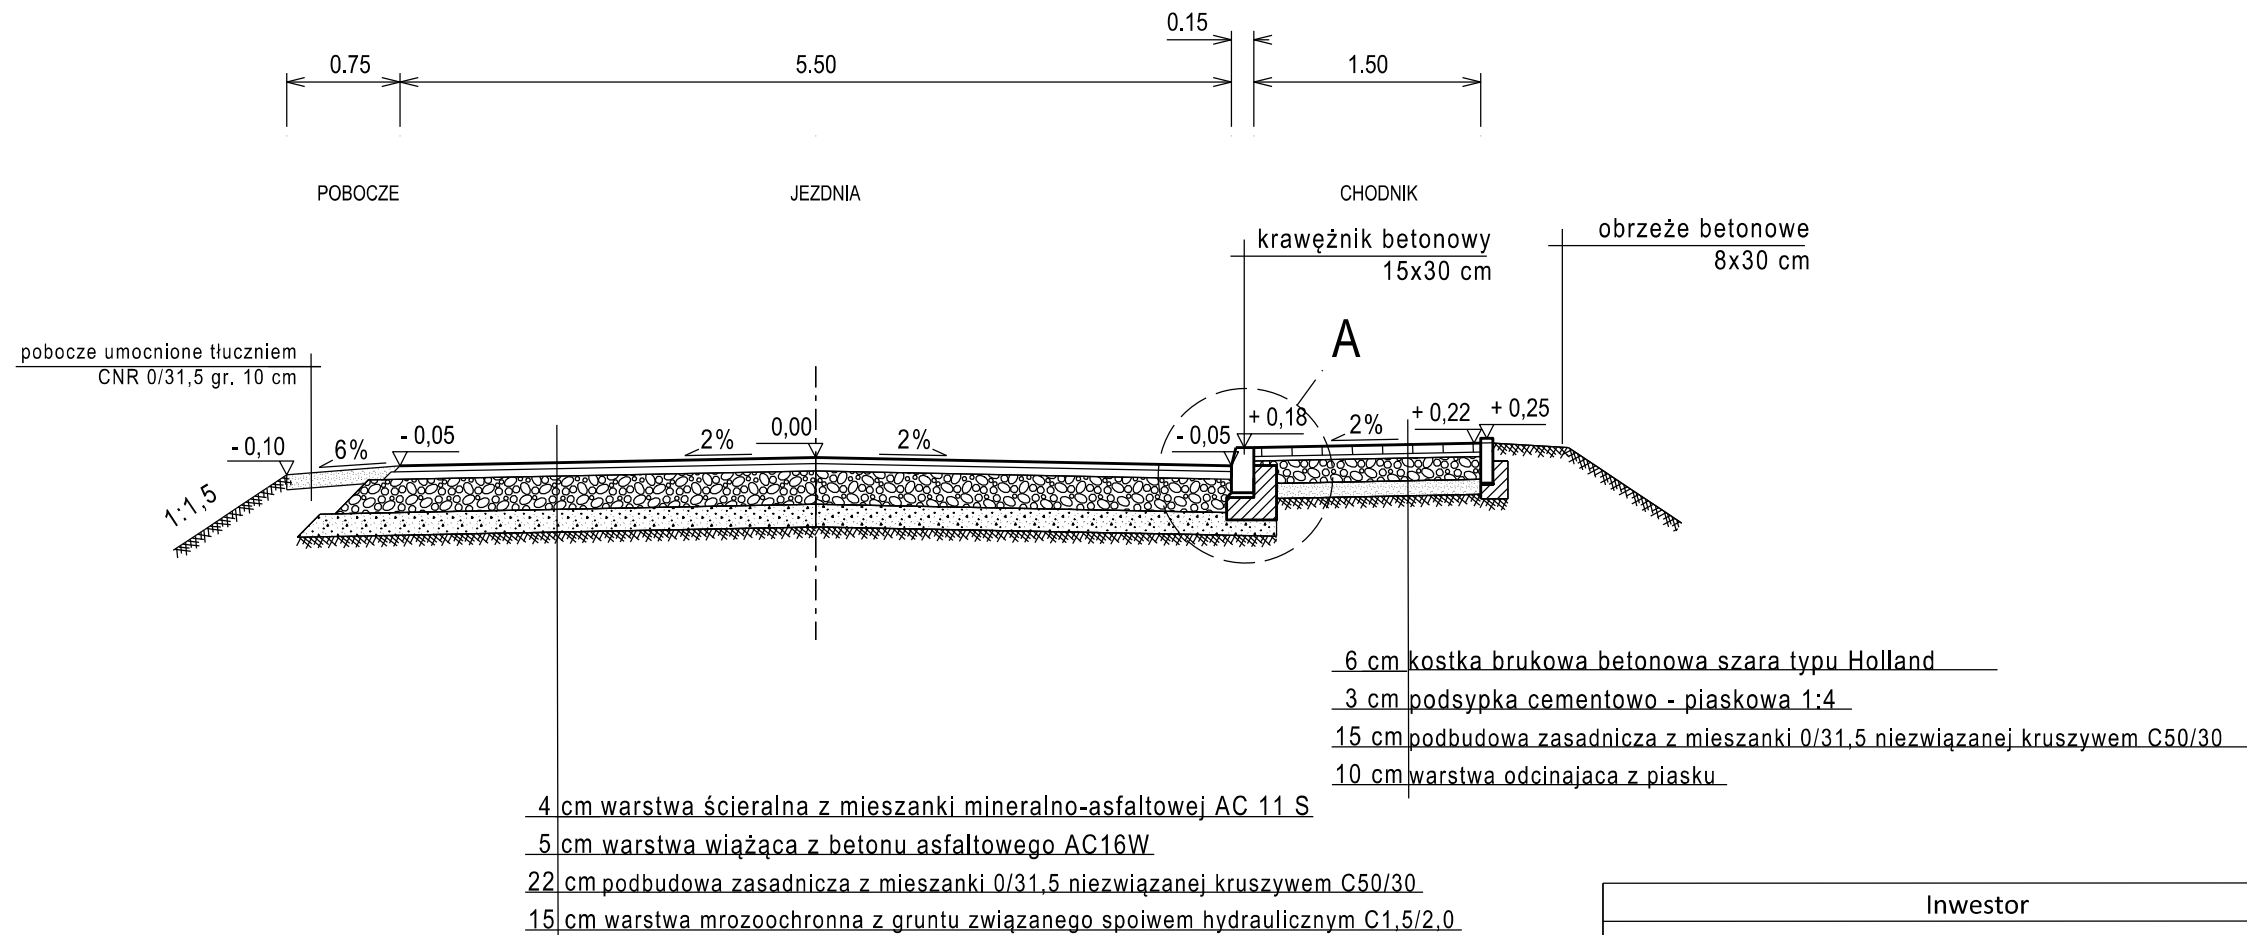 0.15
0.75
5.50
1.50
POBOCZE
JEZDNIA
CHODNIK
krawężnik betonowy
15x30 cm
obrzeże betonowe
8x30 cm
A
pobocze umocnione tłuczniem
CNR 0/31,5 gr. 10 cm
- 0,10
6%
- 0,05
2%
0,00
2%
- 0,05
+ 0,18
2%
+ 0,22
+ 0,25
1:1,5
6 cm kostka brukowa betonowa szara typu Holland
3 cm podsypka cementowo - piaskowa 1:4
15 cm podbudowa zasadnicza z mieszanki 0/31,5 niezwiązanej kruszywem C50/30
10 cm warstwa odcinajaca z piasku
4 cm warstwa ścieralna z mieszanki mineralno-asfaltowej AC 11 S
5 cm warstwa wiążąca z betonu asfaltowego AC16W
22 cm podbudowa zasadnicza z mieszanki 0/31,5 niezwiązanej kruszywem C50/30
15 cm warstwa mrozoochronna z gruntu związanego spoiwem hydraulicznym C1,5/2,0
Inwestor